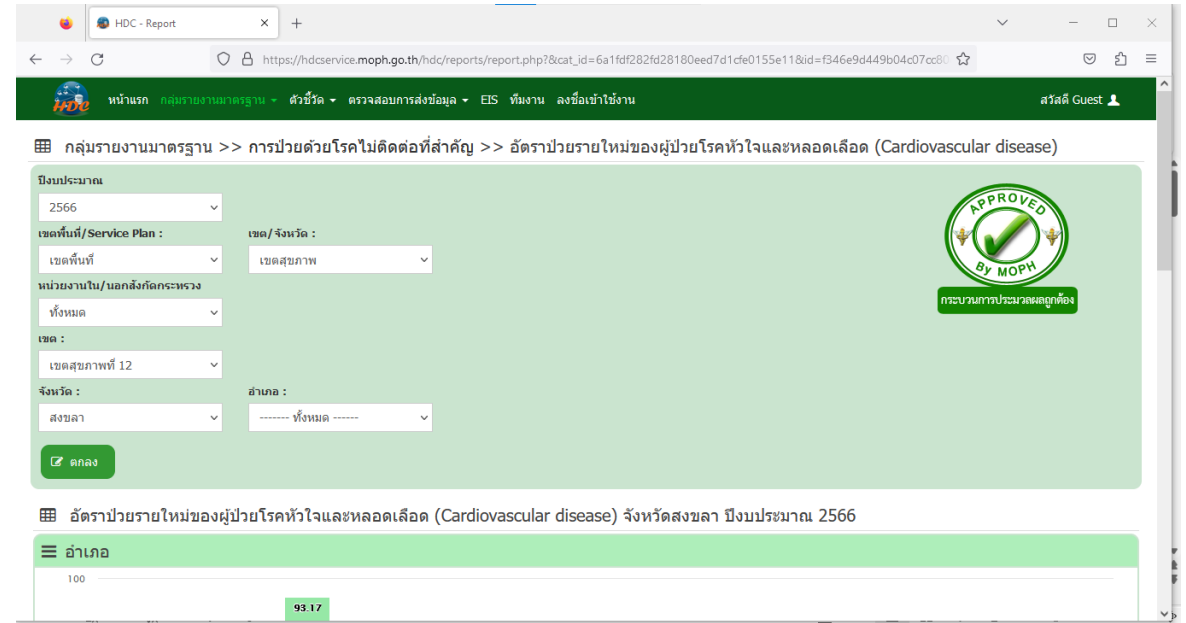 HDC - Report
https://hdcservice.moph.go.th/hdc/reports/report.php?&cat_id=6a1fdf282fd28180eed7d1cfe0155e11&id=f346e9d449b04c07cc80
HDC หน้าแรก กลุ่มรายงานมาตรฐาน ตัวชี้วัด ตรวจสอบการส่งข้อมูล EIS ทีมงาน ลงชื่อเข้าใช้งาน สวัสดี Guest
กลุ่มรายงานมาตรฐาน >> การป่วยด้วยโรคไม่ติดต่อที่สำคัญ >> อัตราป่วยรายใหม่ของผู้ป่วยโรคหัวใจและหลอดเลือด (Cardiovascular disease)
ปีงบประมาณ
2566
เขตพื้นที่/Service Plan : เขต/จังหวัด :
เขตพื้นที่ เขตสุขภาพ
หน่วยงานใน/นอกสังกัดกระทรวง
ทั้งหมด
เขต :
เขตสุขภาพที่ 12
จังหวัด : อำเภอ :
สงขลา ------- ทั้งหมด ------
ตกลง
APPROVED
By MOPH
กระบวนการประมวลผลถูกต้อง
อัตราป่วยรายใหม่ของผู้ป่วยโรคหัวใจและหลอดเลือด (Cardiovascular disease) จังหวัดสงขลา ปีงบประมาณ 2566
อำเภอ
100
93.17